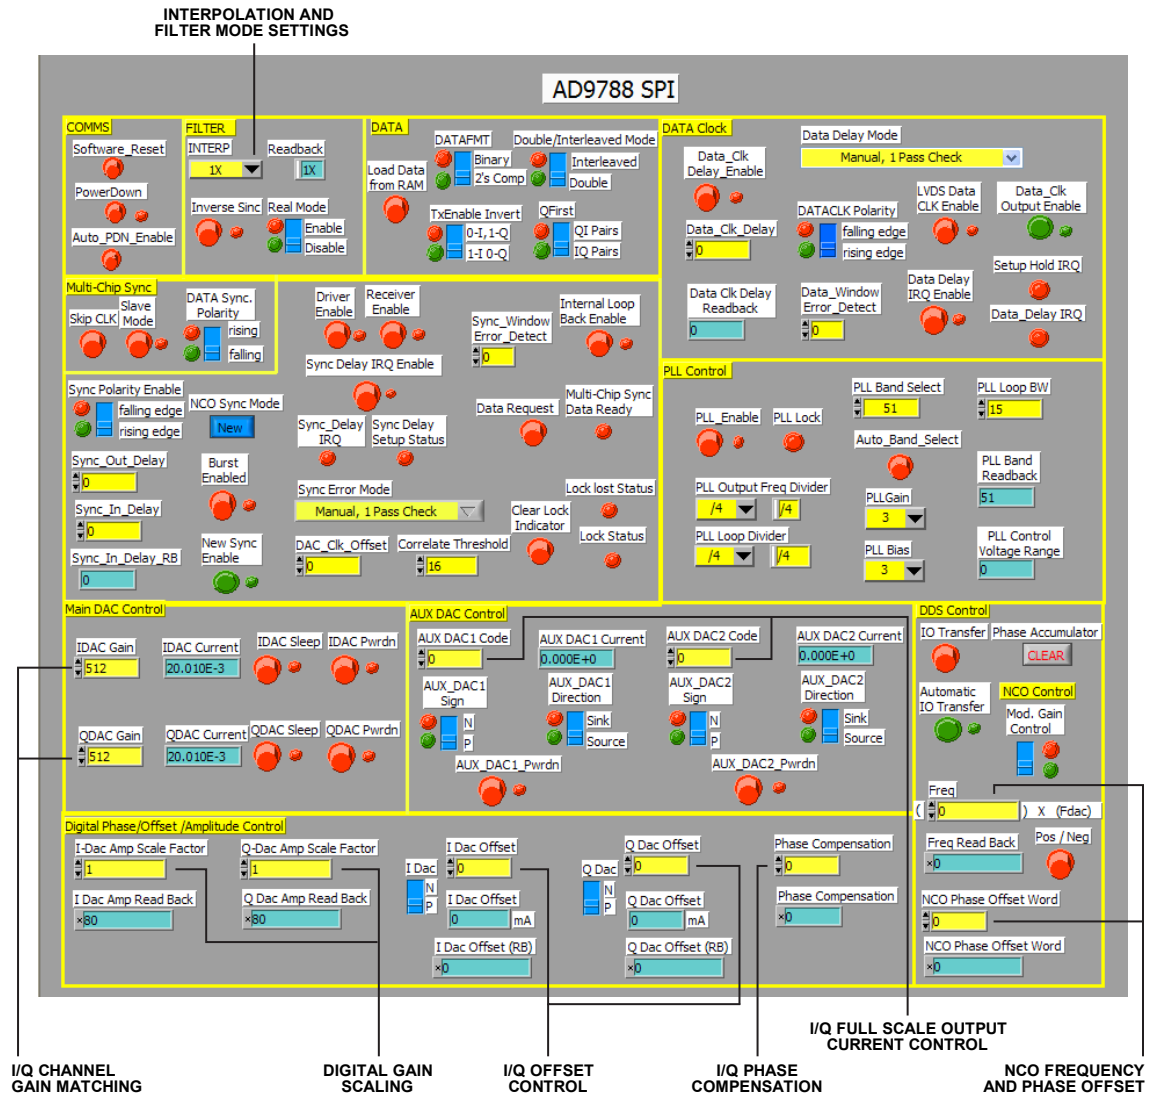 INTERPOLATION AND
FILTER MODE SETTINGS
AD9788 SPI
COMMS
Software_Reset
PowerDown
Auto_PDN_Enable
FILTER
INTERP
1X
Readback
1X
Inverse Sinc
Real Mode
Enable
Disable
DATA
Load Data
from RAM
DATAFMT
Binary
2's Comp
Double/Interleaved Mode
Interleaved
Double
TxEnable Invert
0-I,1-Q
1-I 0-Q
QFirst
QI Pairs
IQ Pairs
DATA Clock
Data_Clk
Delay_Enable
Data Delay Mode
Manual, 1 Pass Check
Data_Clk_Delay
0
DATACLK Polarity
falling edge
rising edge
LVDS Data
CLK Enable
Data_Clk
Output Enable
Data Clk Delay
Readback
0
Data_Window
Error_Detect
0
Data Delay
IRQ Enable
Setup Hold IRQ
Data_Delay IRQ
Multi-Chip Sync
Skip CLK
Slave
Mode
DATA Sync.
Polarity
rising
falling
Driver
Enable
Receiver
Enable
Sync_Window
Error_Detect
0
Internal Loop
Back Enable
Sync Delay IRQ Enable
Sync Polarity Enable
falling edge
rising edge
NCO Sync Mode
New
Sync_Delay
IRQ
Sync Delay
Setup Status
Data Request
Multi-Chip Sync
Data Ready
Sync_Out_Delay
0
Burst
Enabled
Sync_In_Delay
0
Sync Error Mode
Manual, 1 Pass Check
Clear Lock
Indicator
Lock lost Status
Lock Status
Sync_In_Delay_RB
0
New Sync
Enable
DAC_Clk_Offset
0
Correlate Threshold
16
PLL Control
PLL_Enable
PLL Lock
PLL Band Select
51
PLL Loop BW
15
Auto_Band_Select
PLL Band
Readback
51
PLL Output Freq Divider
/4
/4
PLLGain
3
PLL Loop Divider
/4
/4
PLL Bias
3
PLL Control
Voltage Range
0
Main DAC Control
IDAC Gain
512
IDAC Current
20.010E-3
IDAC Sleep
IDAC Pwrdn
QDAC Gain
512
QDAC Current
20.010E-3
QDAC Sleep
QDAC Pwrdn
AUX DAC Control
AUX DAC1 Code
0
AUX DAC1 Current
0.000E+0
AUX DAC2 Code
0
AUX DAC2 Current
0.000E+0
AUX_DAC1
Sign
N
P
AUX_DAC1
Direction
Sink
Source
AUX_DAC2
Sign
N
P
AUX_DAC2
Direction
Sink
Source
AUX_DAC1_Pwrdn
AUX_DAC2_Pwrdn
DDS Control
IO Transfer
Phase Accumulator
CLEAR
Automatic
IO Transfer
NCO Control
Mod. Gain
Control
Freq
( 0 ) X (Fdac)
Freq Read Back
×0
Pos / Neg
NCO Phase Offset Word
0
NCO Phase Offset Word
×0
Digital Phase/Offset /Amplitude Control
I-Dac Amp Scale Factor
1
Q-Dac Amp Scale Factor
1
I Dac Amp Read Back
×80
Q Dac Amp Read Back
×80
I Dac
N
P
I Dac Offset
0
I Dac Offset
0 mA
I Dac Offset (RB)
×0
Q Dac
N
P
Q Dac Offset
0
Q Dac Offset
0 mA
Q Dac Offset (RB)
×0
Phase Compensation
0
Phase Compensation
×0
I/Q FULL SCALE OUTPUT
CURRENT CONTROL
I/Q CHANNEL
GAIN MATCHING
DIGITAL GAIN
SCALING
I/Q OFFSET
CONTROL
I/Q PHASE
COMPENSATION
NCO FREQUENCY
AND PHASE OFFSET